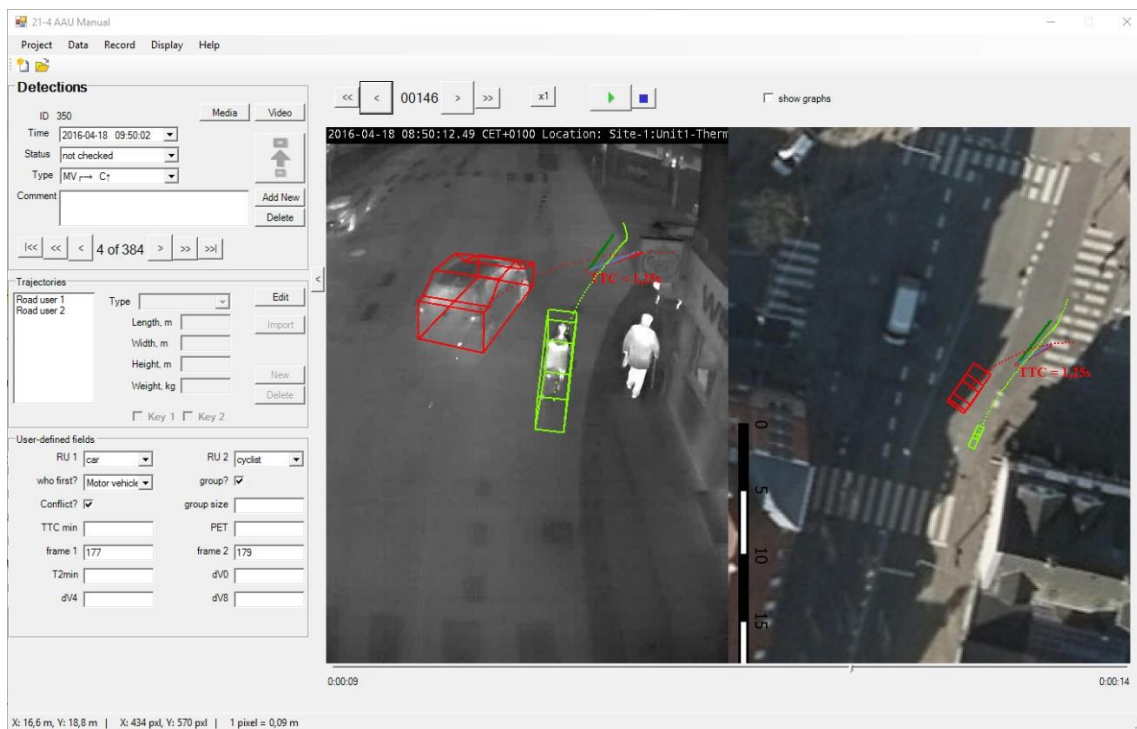 21-4 AAU Manual
Project Data Record Display Help
Detections
ID 350
Media Video
Time 2016-04-18 09:50:02
Status not checked
Type MV ┌→ C↑
Comment
Add New
Delete
|<< << < 4 of 384 > >> >>|
Trajectories
Road user 1
Road user 2
Type
Length, m
Width, m
Height, m
Weight, kg
Key 1 Key 2
Edit
Import
New
Delete
<
User-defined fields
RU 1 car RU 2 cyclist
who first? Motor vehicle group?
Conflict? group size
TTC min PET
frame 1 177 frame 2 179
T2min dV0
dV4 dV8
<< < 00146 > >> x1 show graphs
2016-04-18 08:50:12.49 CET+0100 Location: Site-1:Unit1-Therm
TTC = 1,25s
TTC = 1,25s
0
5
10
15
0:00:09 0:00:14
X: 16,6 m, Y: 18,8 m | X: 434 pxl, Y: 570 pxl | 1 pixel = 0,09 m